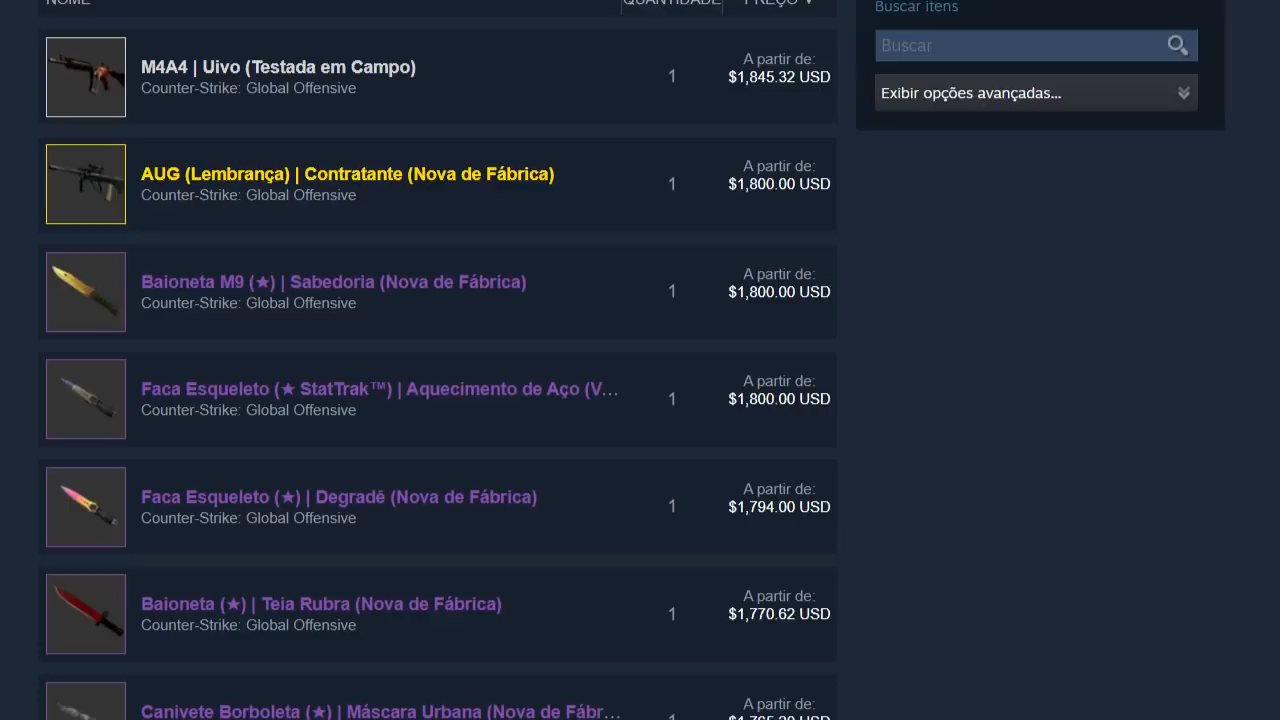 NOME QUANTIDADE PREÇO ▼
Buscar itens
Buscar
Exibir opções avançadas...
M4A4 | Uivo (Testada em Campo)
Counter-Strike: Global Offensive
1
A partir de:
$1,845.32 USD
AUG (Lembrança) | Contratante (Nova de Fábrica)
Counter-Strike: Global Offensive
1
A partir de:
$1,800.00 USD
Baioneta M9 (★) | Sabedoria (Nova de Fábrica)
Counter-Strike: Global Offensive
1
A partir de:
$1,800.00 USD
Faca Esqueleto (★ StatTrak™) | Aquecimento de Aço (V…
Counter-Strike: Global Offensive
1
A partir de:
$1,800.00 USD
Faca Esqueleto (★) | Degradê (Nova de Fábrica)
Counter-Strike: Global Offensive
1
A partir de:
$1,794.00 USD
Baioneta (★) | Teia Rubra (Nova de Fábrica)
Counter-Strike: Global Offensive
1
A partir de:
$1,770.62 USD
Canivete Borboleta (★) | Máscara Urbana (Nova de Fábr…
1
A partir de:
USD